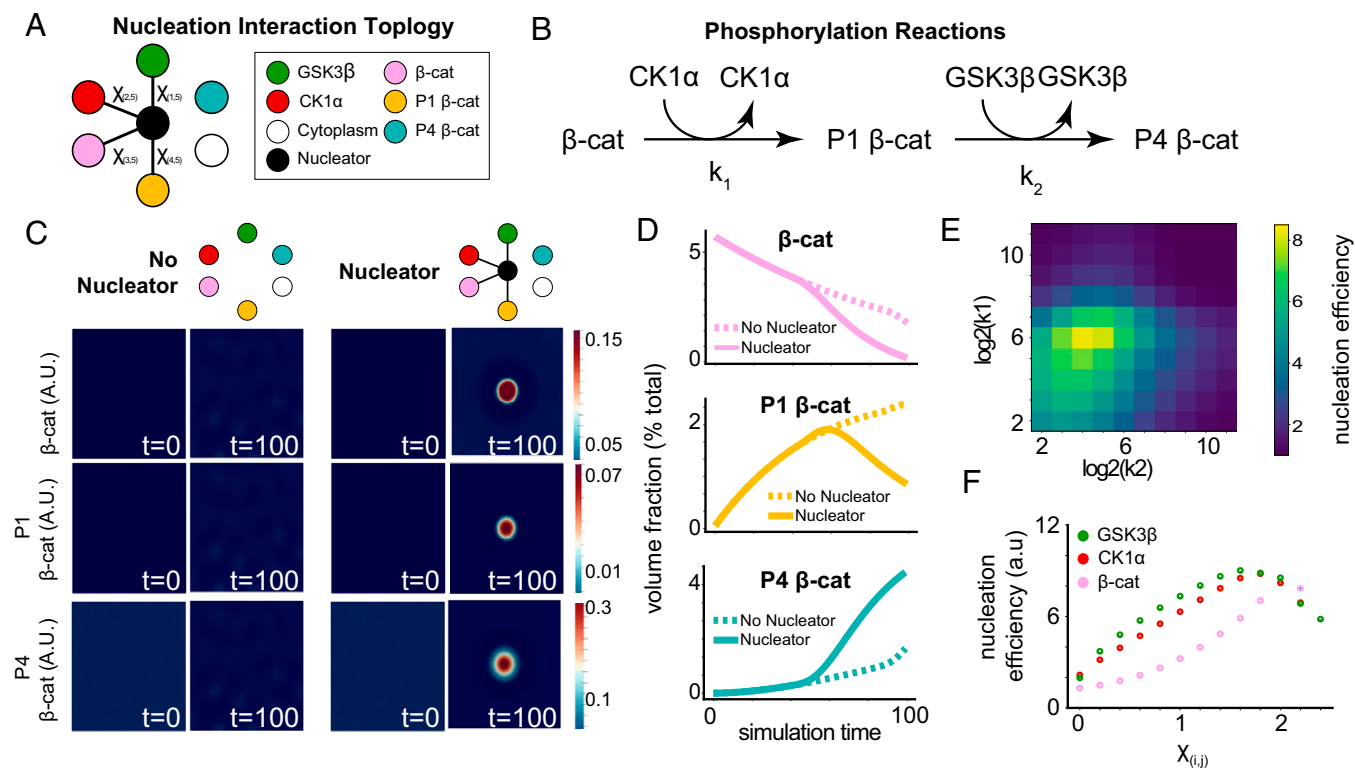 A
Nucleation Interaction Toplogy
GSK3β
β-cat
CK1α
P1 β-cat
Cytoplasm
P4 β-cat
Nucleator
X(2,5)
X(1,5)
X(3,5)
X(4,5)
B
Phosphorylation Reactions
CK1α CK1α
GSK3β GSK3β
β-cat
P1 β-cat
P4 β-cat
k1
k2
C
No
Nucleator
Nucleator
β-cat (A.U.)
t=0
t=100
t=0
t=100
0.15
0.05
P1
β-cat (A.U.)
t=0
t=100
t=0
t=100
0.07
0.01
P4
β-cat (A.U.)
t=0
t=100
t=0
t=100
0.3
0.1
D
volume fraction (% total)
β-cat
5
0
No Nucleator
Nucleator
P1 β-cat
2
0
No Nucleator
Nucleator
P4 β-cat
4
0
No Nucleator
Nucleator
0
100
simulation time
E
log2(k1)
10
6
2
2
6
10
log2(k2)
8
6
4
2
nucleation efficiency
F
nucleation
efficiency (a.u)
12
6
0
GSK3β
CK1α
β-cat
0
1
2
X(i,j)